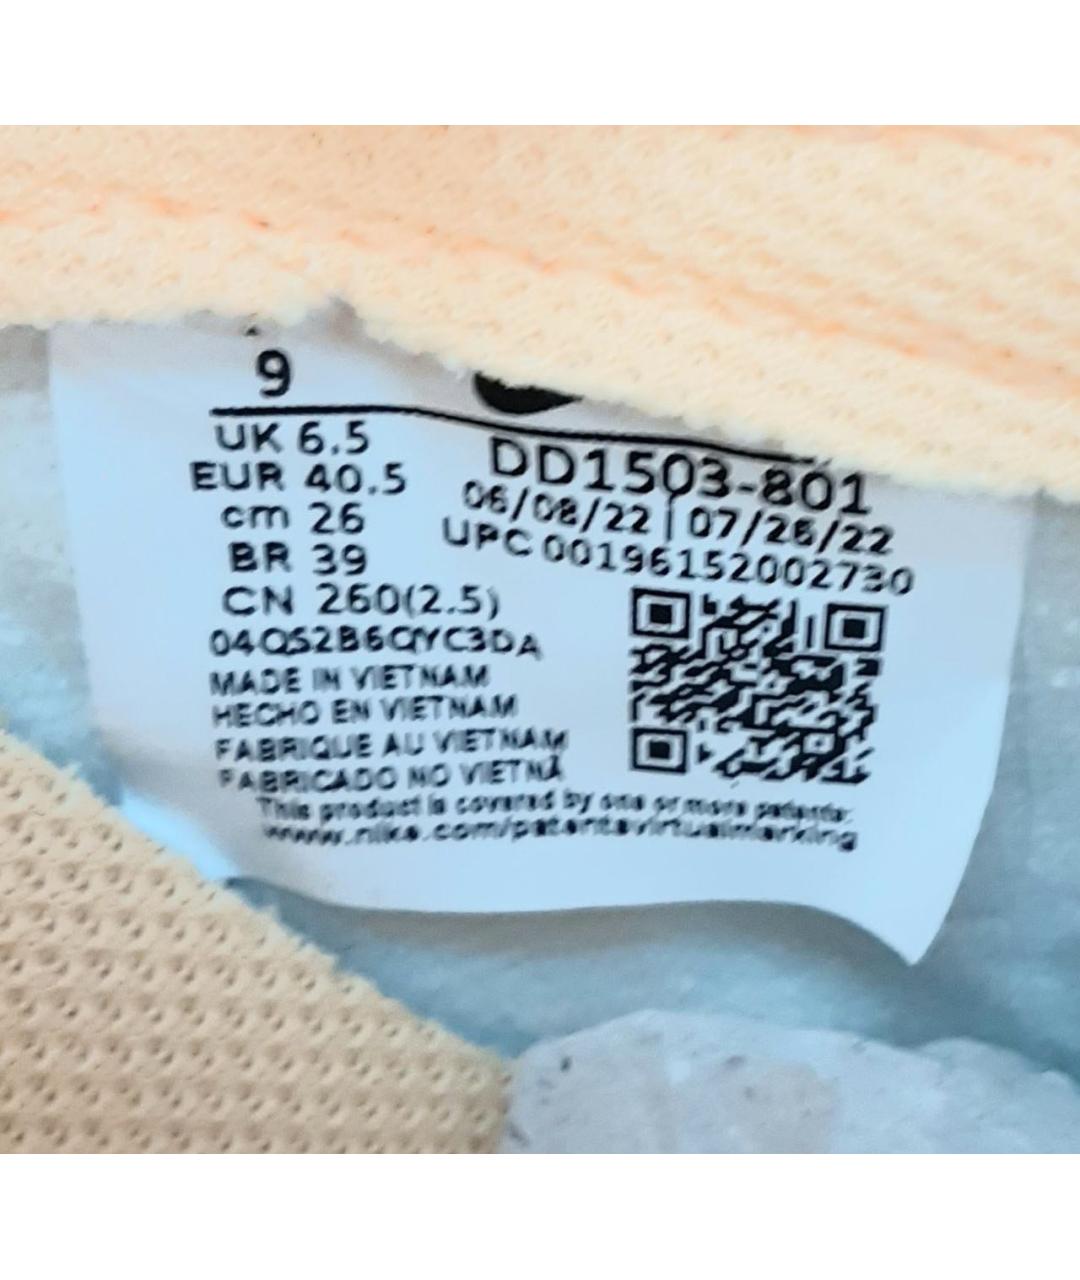 9
UK 6.5
EUR 40.5
cm 26
BR 39
CN 260(2.5)
DD1503-801
06/08/22 | 07/26/22
UPC 00196152002730
04QS2B6QYC3DA
MADE IN VIETNAM
HECHO EN VIETNAM
FABRIQUE AU VIETNAM
FABRICADO NO VIETNÃ
This product is covered by one or more patents:
www.nike.com/patentsvirtualmarking